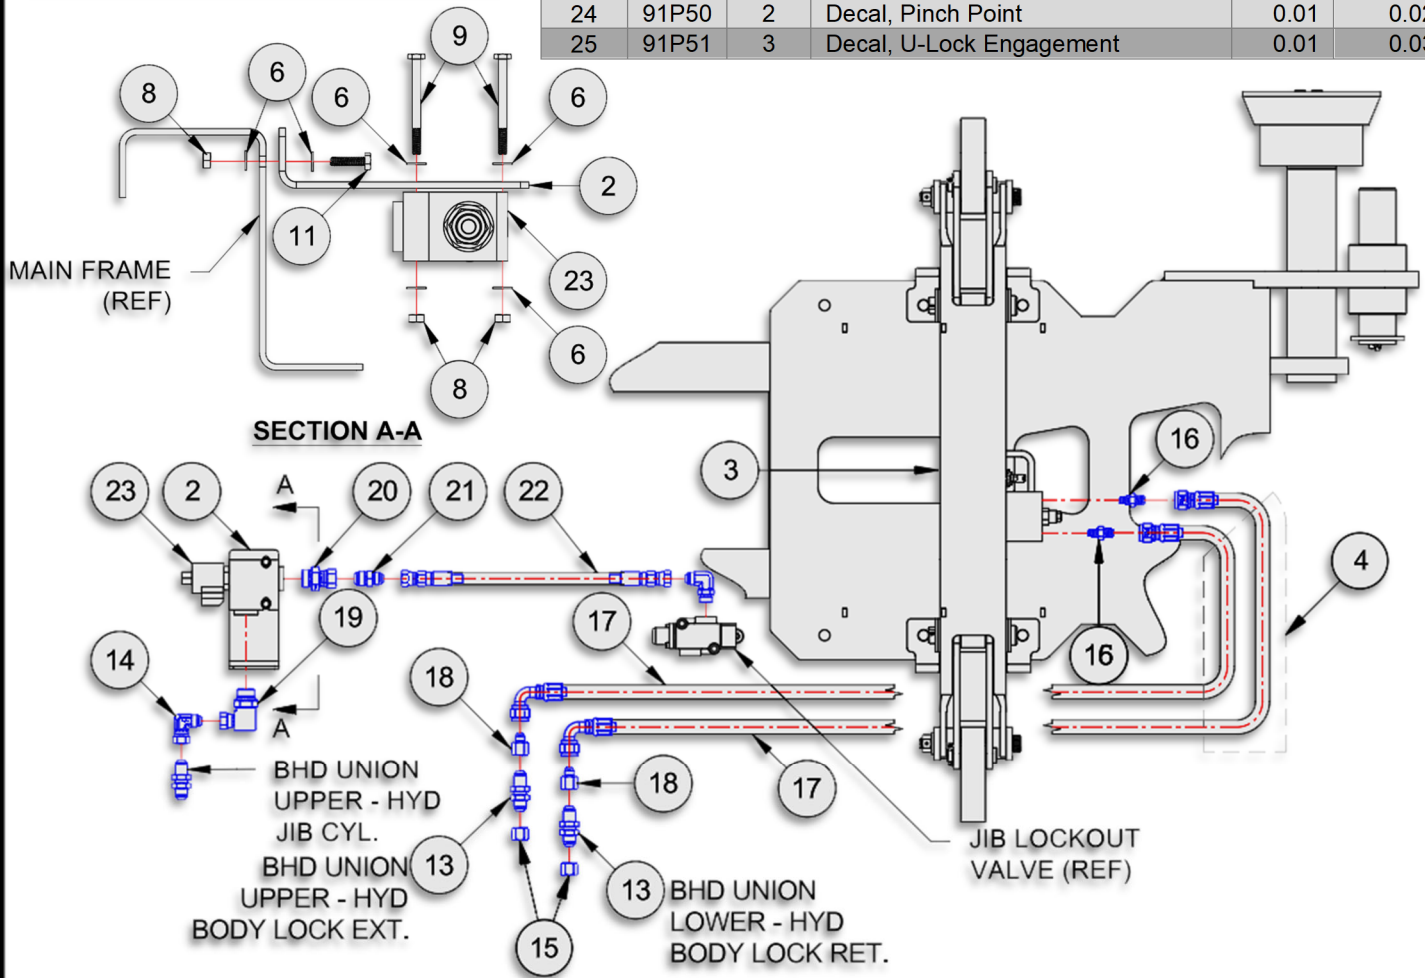 24 91P50 2 Decal, Pinch Point 0.01
25 91P51 3 Decal, U-Lock Engagement 0.01
9
8 6 6 6
2
11
MAIN FRAME
(REF)
23
6
8
SECTION A-A
16
3
23 2 A 20 21 22
4
19 17
14 16
18
A
BHD UNION
UPPER - HYD
JIB CYL.
18 17
13
BHD UNION
UPPER - HYD
BODY LOCK EXT.
JIB LOCKOUT
VALVE (REF)
13
BHD UNION
LOWER - HYD
BODY LOCK RET.
15